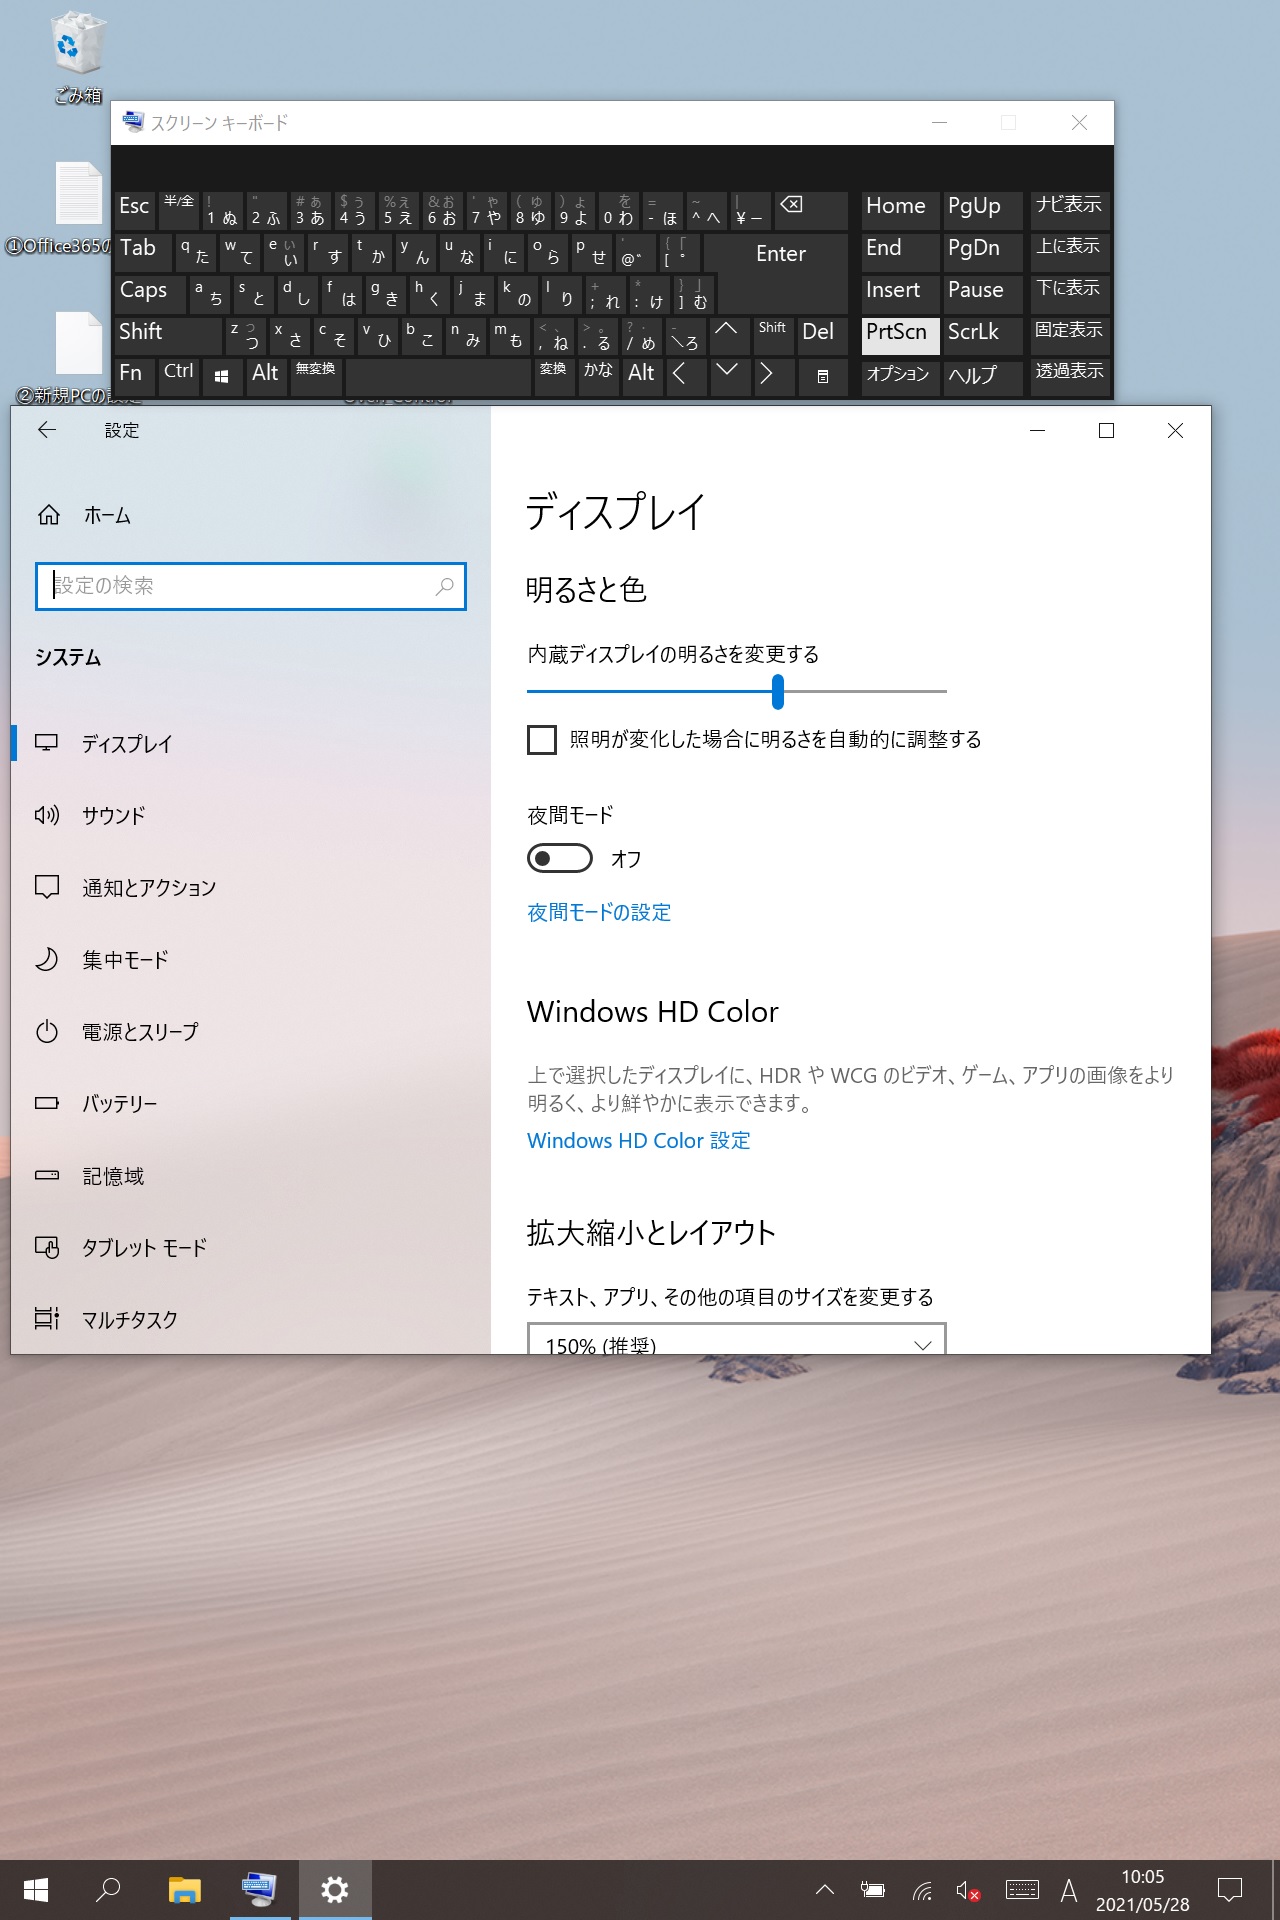 ごみ箱
①Office365の
②新規PCの設定
スクリーン キーボード
Esc 半/全 ! 1 ぬ " 2 ふ # ぁ 3 あ $ ぅ 4 う % ぇ 5 え & ぉ 6 お ' ゃ 7 や ( ゅ 8 ゆ ) ょ 9 よ を 0 わ = - ほ ~ ^ へ | ¥ ー Home PgUp ナビ表示
Tab q た w て e ぃ い r す t か y ん u な i に o ら p せ ` @ ゛ { 「 [ ゜ Enter End PgDn 上に表示
Caps a ち s と d し f は g き h く j ま k の l り + ; れ * : け } 」 ] む Insert Pause 下に表示
Shift z っ つ x さ c そ v ひ b こ n み m も < 、 , ね > 。 . る ? ・ / め _ \ ろ Shift Del PrtScn ScrLk 固定表示
Fn Ctrl Alt 無変換 変換 かな Alt オプション ヘルプ 透過表示
設定
ホーム
設定の検索
システム
ディスプレイ
サウンド
通知とアクション
集中モード
電源とスリープ
バッテリー
記憶域
タブレット モード
マルチタスク
ディスプレイ
明るさと色
内蔵ディスプレイの明るさを変更する
照明が変化した場合に明るさを自動的に調整する
夜間モード
オフ
夜間モードの設定
Windows HD Color
上で選択したディスプレイに、HDR や WCG のビデオ、ゲーム、アプリの画像をより
明るく、より鮮やかに表示できます。
Windows HD Color 設定
拡大縮小とレイアウト
テキスト、アプリ、その他の項目のサイズを変更する
150% (推奨)
A
10:05
2021/05/28